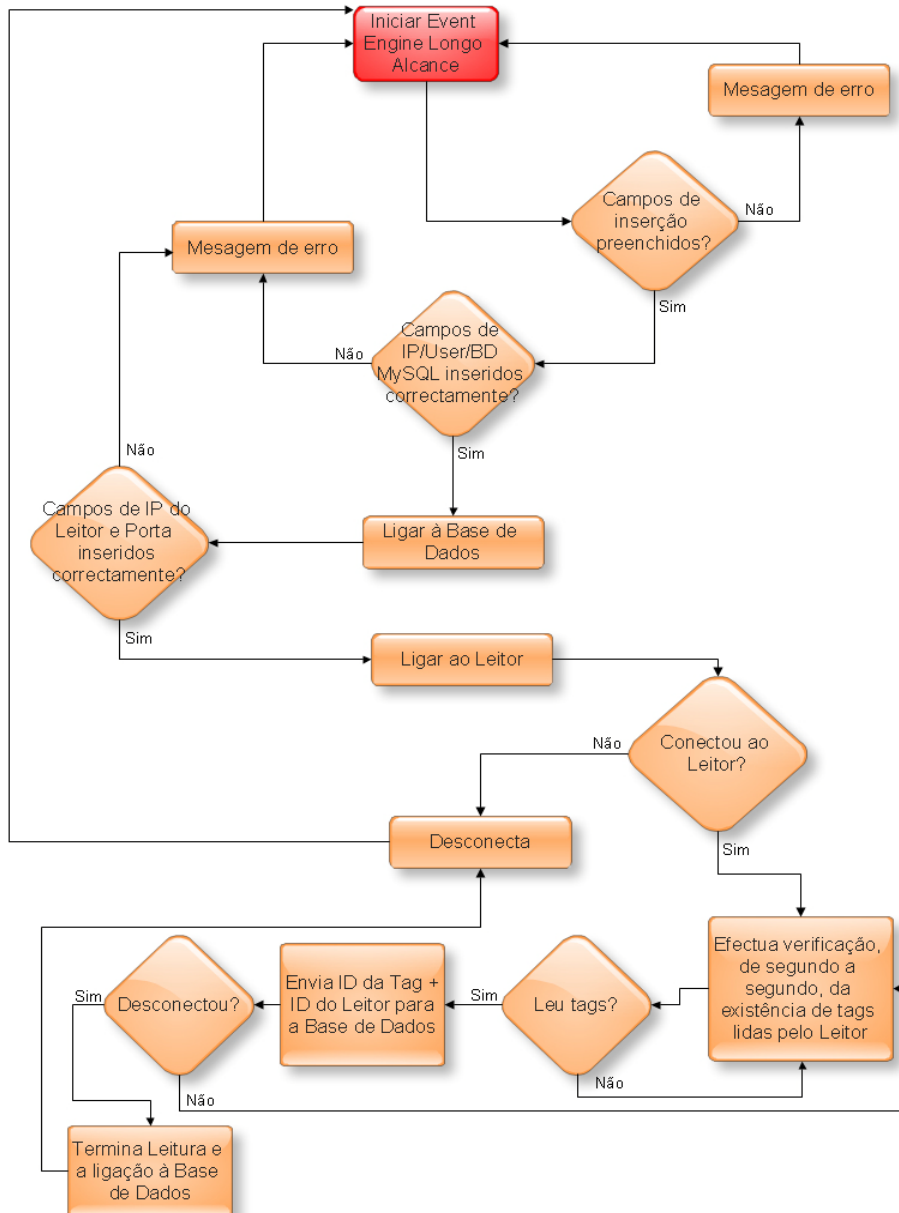 Iniciar Event
Engine Longo
Alcance
Mesagem de erro
Campos de
inserção
preenchidos?
Não
Sim
Mesagem de erro
Campos de
IP/User/BD
MySQL inseridos
correctamente?
Não
Sim
Não
Campos de IP do
Leitor e Porta
inseridos
correctamente?
Ligar à Base de
Dados
Sim
Ligar ao Leitor
Conectou ao
Leitor?
Não
Sim
Desconecta
Efectua verificação,
de segundo a
segundo, da
existência de tags
lidas pelo Leitor
Leu tags?
Sim
Não
Envia ID da Tag +
ID do Leitor para
a Base de Dados
Desconectou?
Sim
Não
Termina Leitura e
a ligação à Base
de Dados